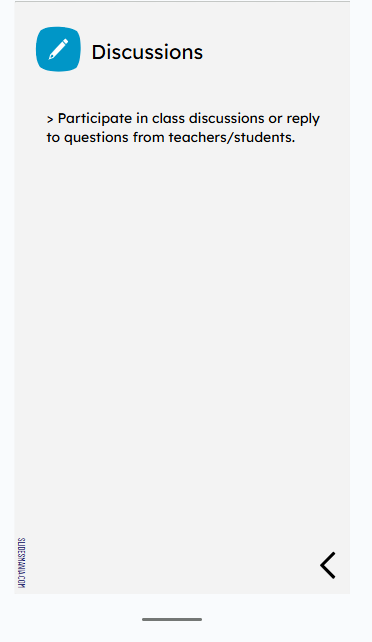 Discussions
> Participate in class discussions or reply
to questions from teachers/students.
SLIDESMANIA.COM